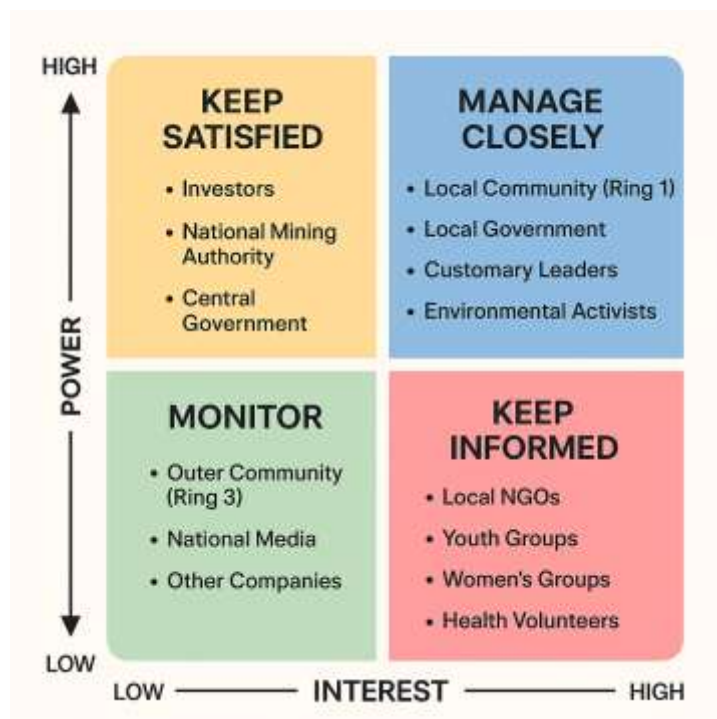 HIGH
KEEP
SATISFIED
• Investors
• National Mining
Authority
• Central
Government
MANAGE
CLOSELY
• Local Community (Ring 1)
• Local Government
• Customary Leaders
• Environmental Activists
POWER
MONITOR
• Outer Community
(Ring 3)
• National Media
• Other Companies
KEEP
INFORMED
• Local NGOs
• Youth Groups
• Women's Groups
• Health Volunteers
LOW
LOW
INTEREST
HIGH